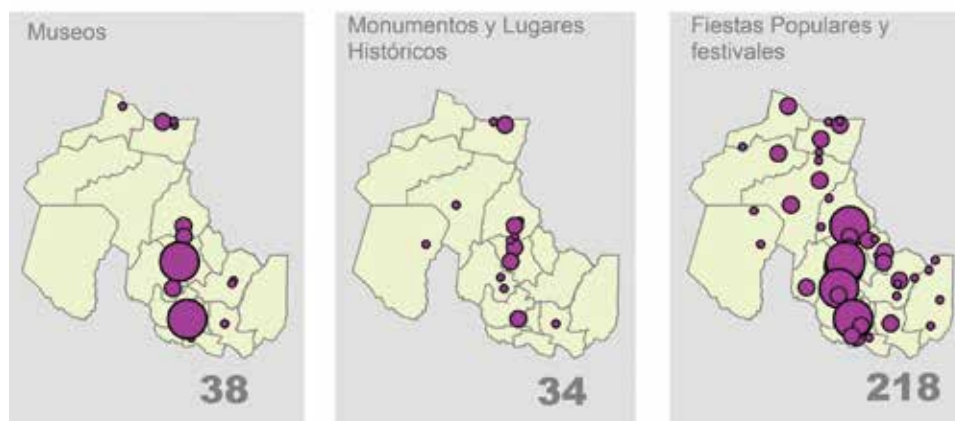 Museos
38
Monumentos y Lugares
Históricos
34
Fiestas Populares y
festivales
218